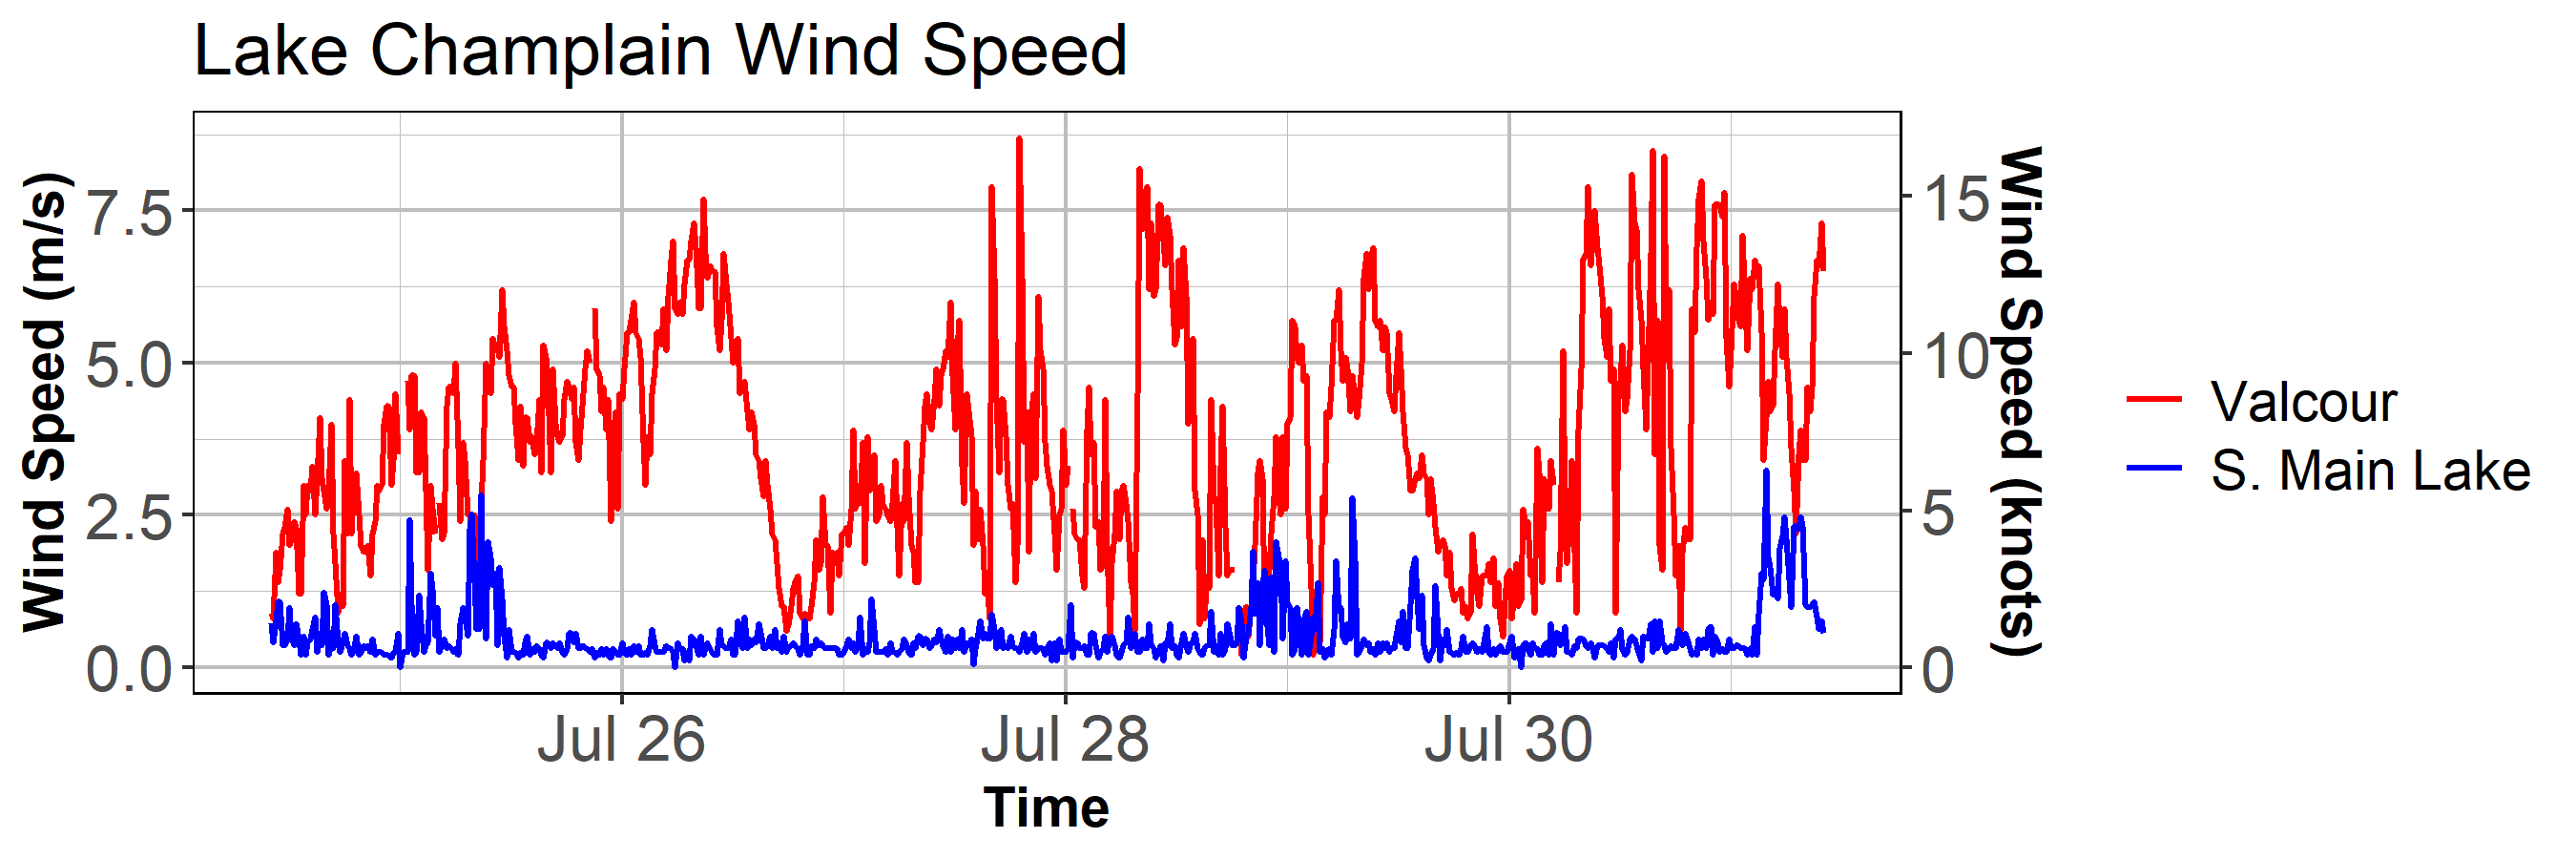 Lake Champlain Wind Speed
Wind Speed (m/s)
7.5
5.0
2.5
0.0
15
10
5
0
Wind Speed (knots)
Jul 26
Jul 28
Jul 30
Time
Valcour
S. Main Lake